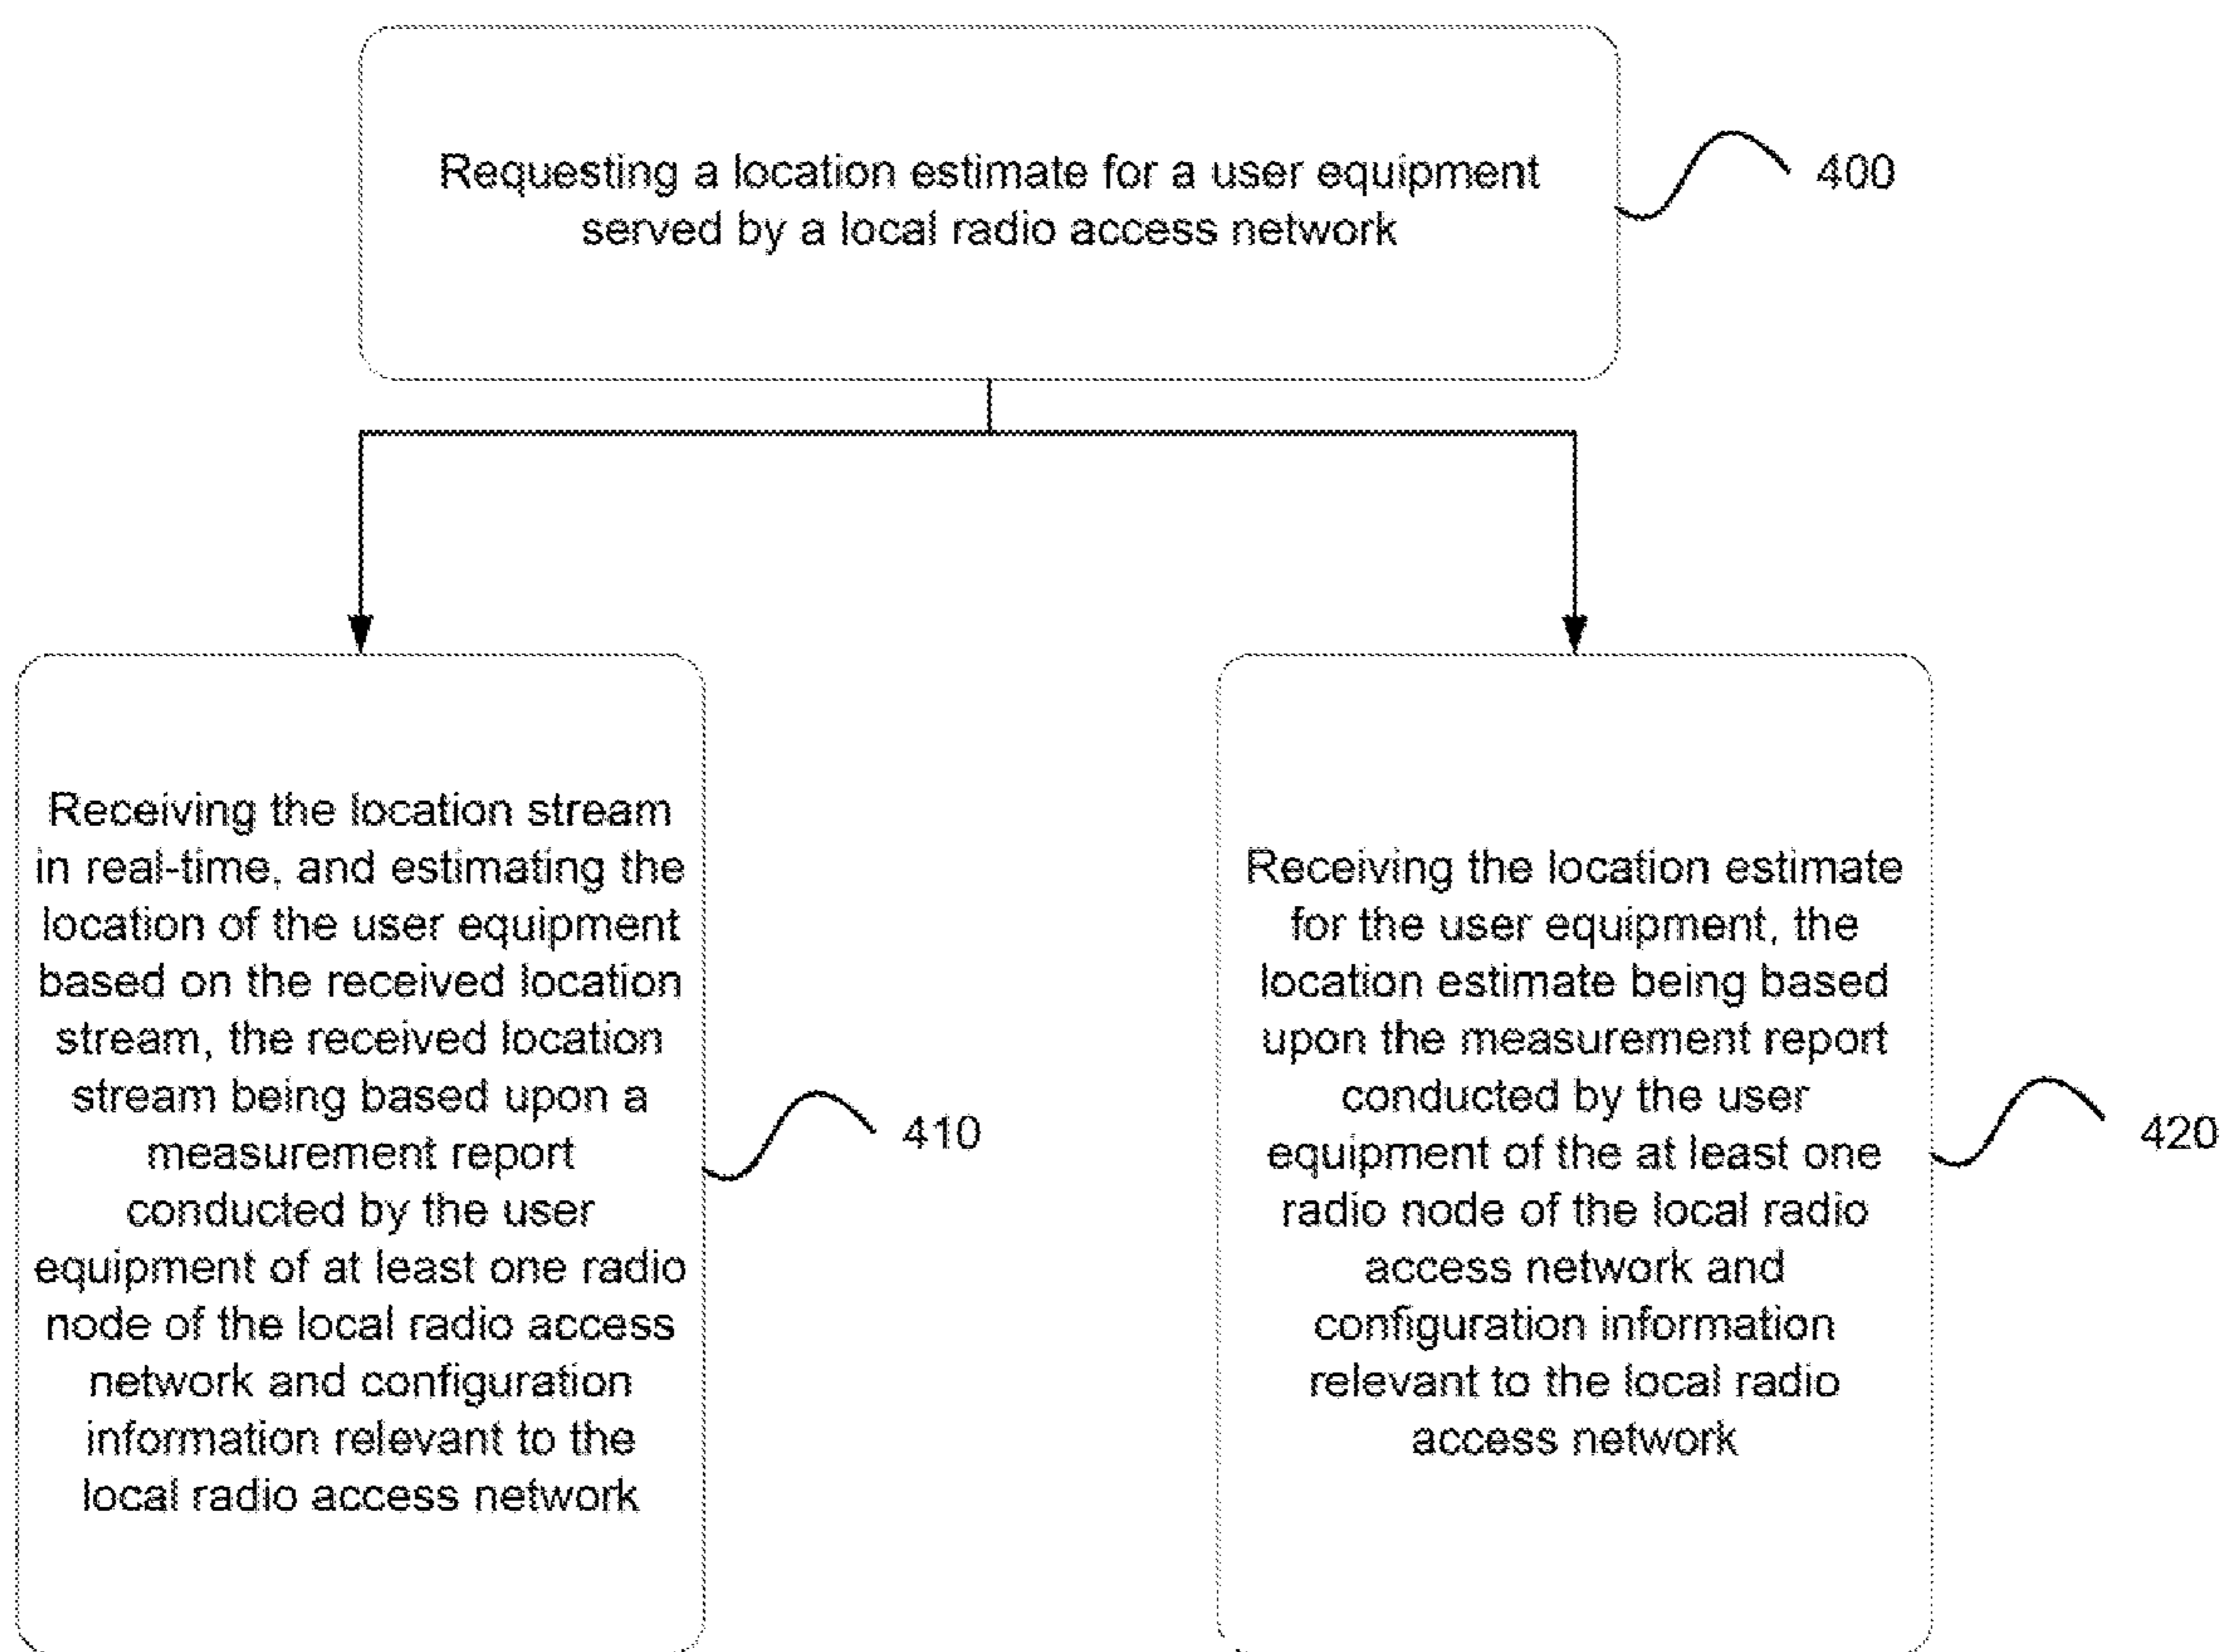 Requesting a location estimate for a user equipment
served by a local radio access network
400
Receiving the location stream
in real-time, and estimating the
location of the user equipment
based on the received location
stream, the received location
stream being based upon a
measurement report
conducted by the user
equipment of at least one radio
node of the local radio access
network and configuration
information relevant to the
local radio access network
410
Receiving the location estimate
for the user equipment, the
location estimate being based
upon the measurement report
conducted by the user
equipment of the at least one
radio node of the local radio
access network and
configuration information
relevant to the local radio
access network
420